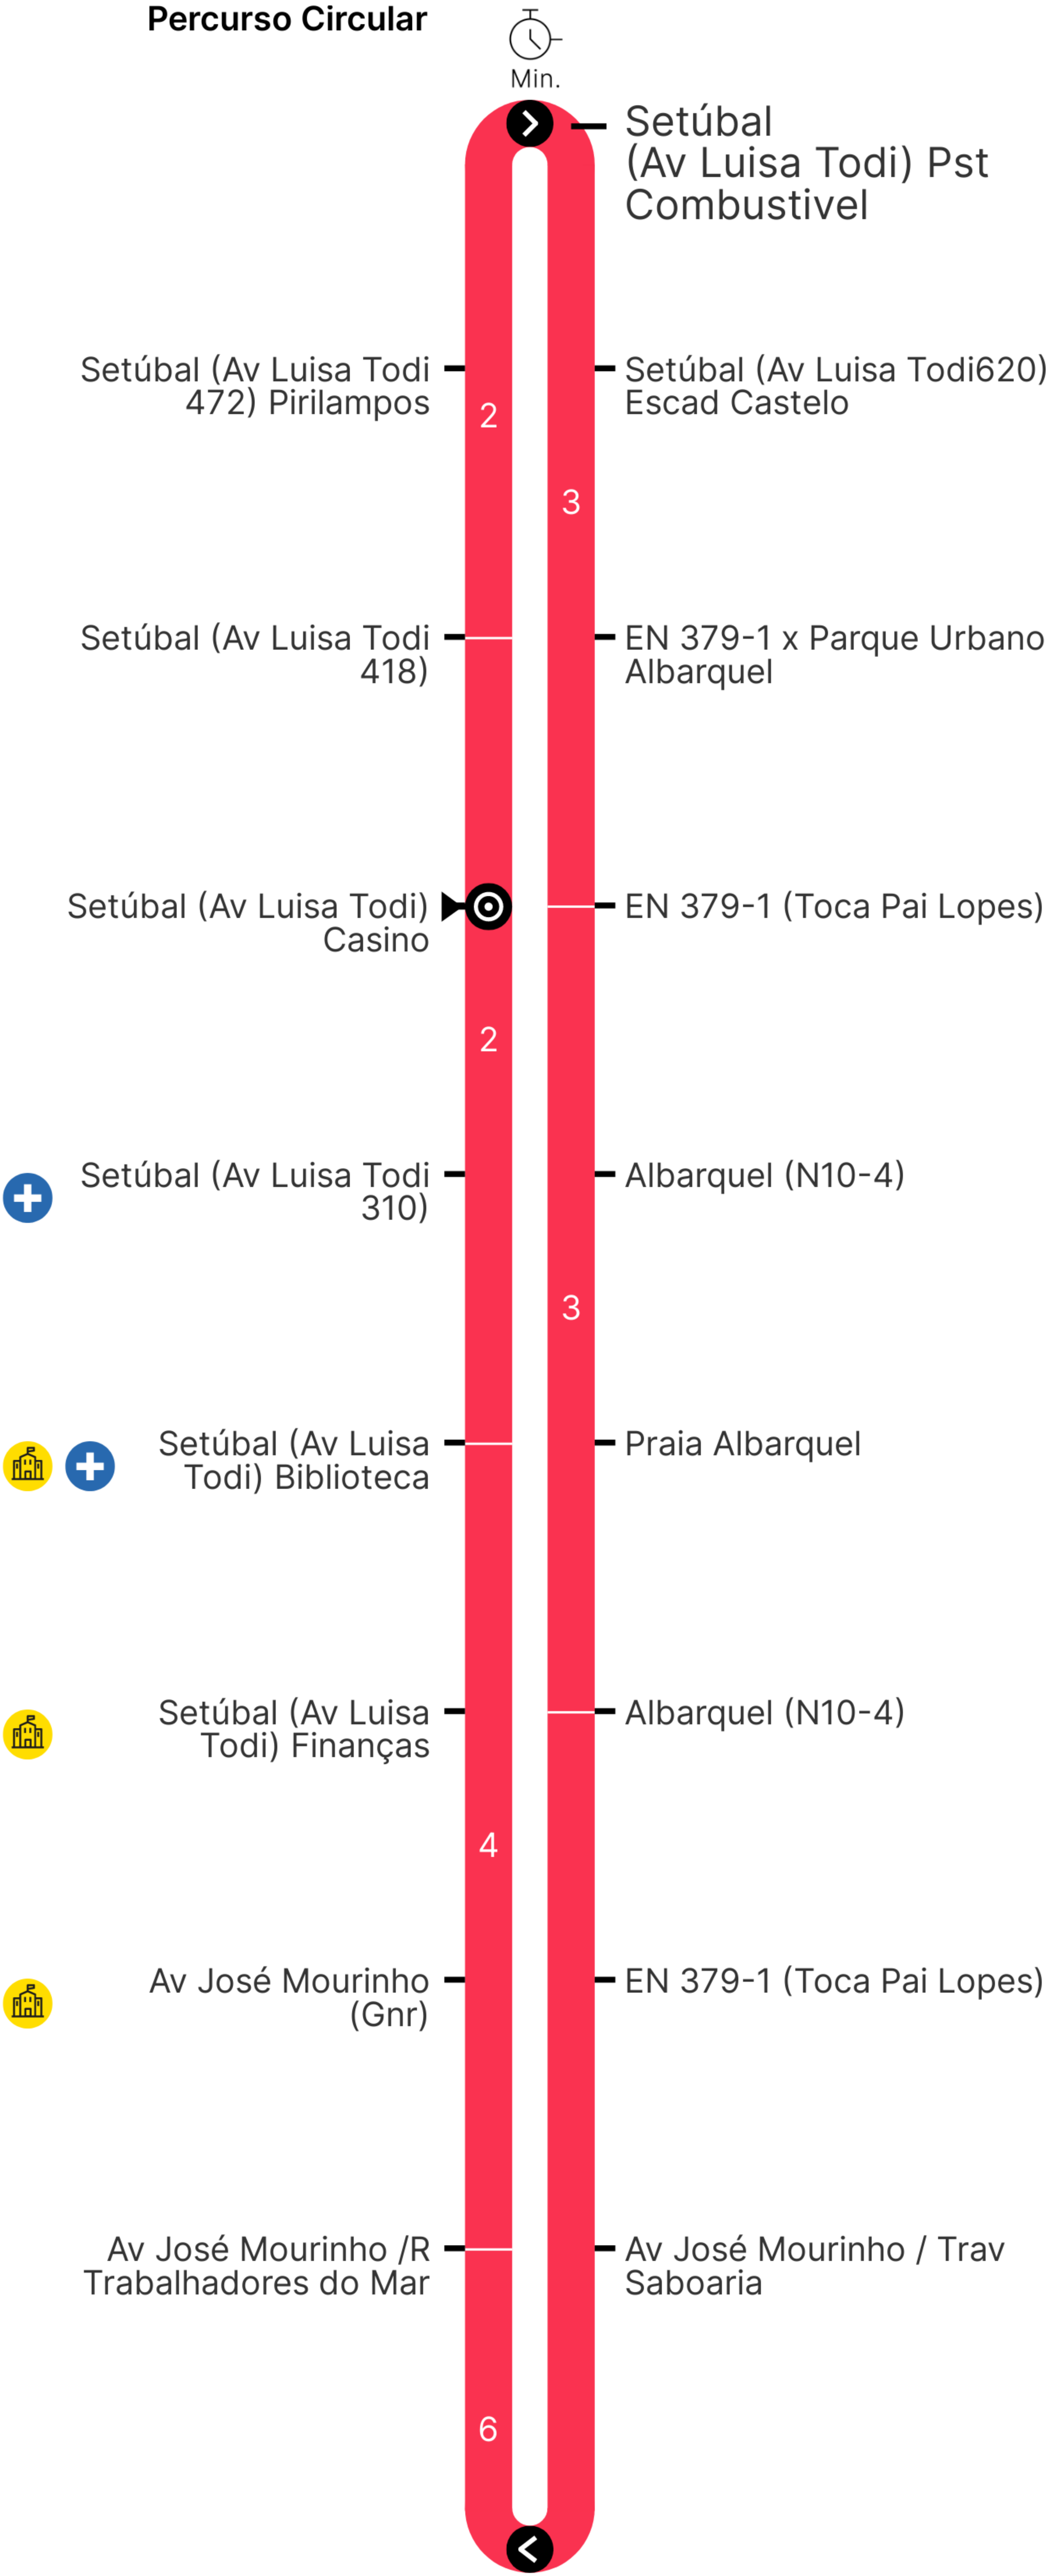 Percurso Circular
Min.
Setúbal
(Av Luisa Todi) Pst
Combustivel
Setúbal (Av Luisa Todi
472) Pirilampos
2
Setúbal (Av Luisa Todi620)
Escad Castelo
3
Setúbal (Av Luisa Todi
418)
EN 379-1 x Parque Urbano
Albarquel
Setúbal (Av Luisa Todi)
Casino
EN 379-1 (Toca Pai Lopes)
2
Setúbal (Av Luisa Todi
310)
Albarquel (N10-4)
3
Setúbal (Av Luisa
Todi) Biblioteca
Praia Albarquel
Setúbal (Av Luisa
Todi) Finanças
Albarquel (N10-4)
4
Av José Mourinho
(Gnr)
EN 379-1 (Toca Pai Lopes)
Av José Mourinho /R
Trabalhadores do Mar
Av José Mourinho / Trav
Saboaria
6